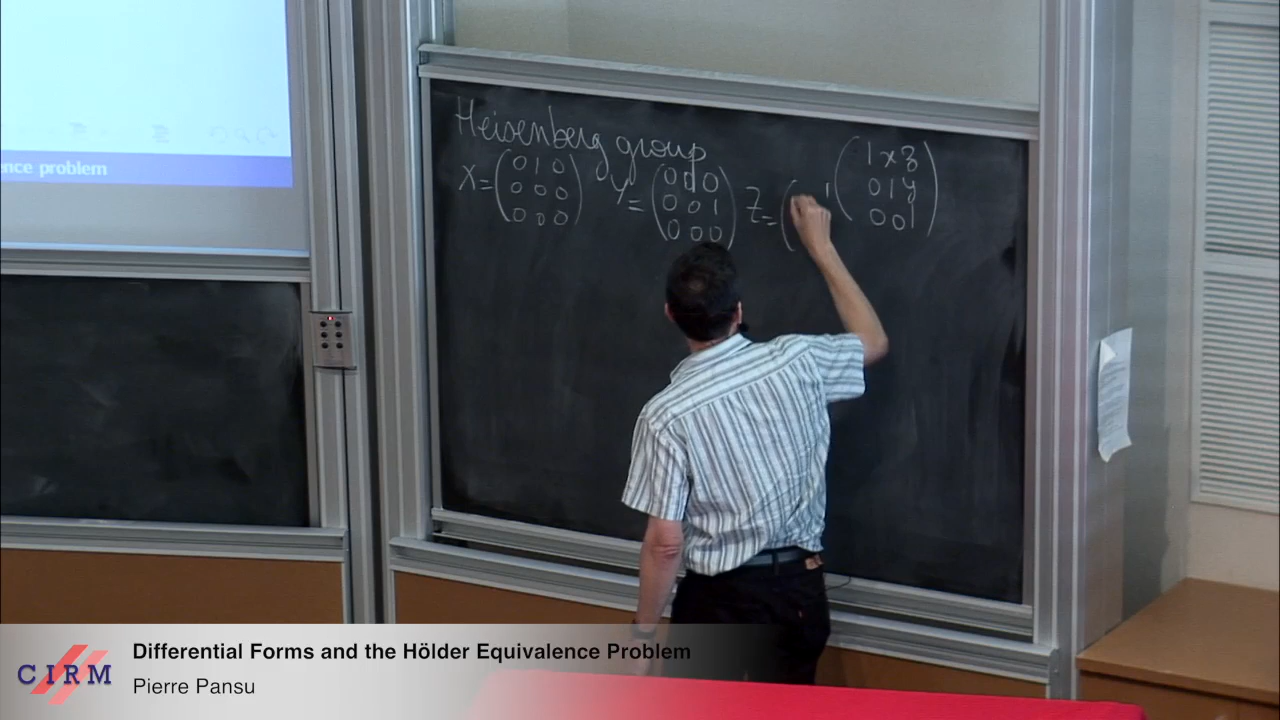 ence problem
Heisenberg group
X = (0 1 0 Y = (0 0 0 Z = ( (1 x z
0 0 0 0 0 1 0 1 y
0 0 0) 0 0 0) 0 0 1)
CIRM
Differential Forms and the Hölder Equivalence Problem
Pierre Pansu